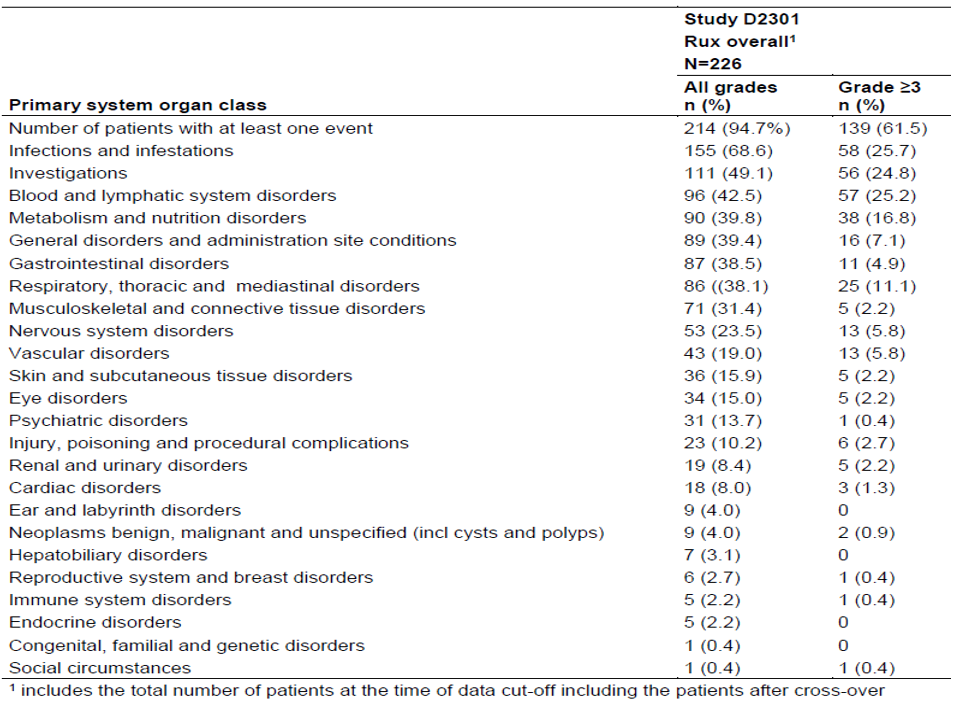 Study D2301
Rux overall¹
N=226
Primary system organ class All grades n (%) Grade ≥3 n (%)
Number of patients with at least one event 214 (94.7%) 139 (61.5)
Infections and infestations 155 (68.6) 58 (25.7)
Investigations 111 (49.1) 56 (24.8)
Blood and lymphatic system disorders 96 (42.5) 57 (25.2)
Metabolism and nutrition disorders 90 (39.8) 38 (16.8)
General disorders and administration site conditions 89 (39.4) 16 (7.1)
Gastrointestinal disorders 87 (38.5) 11 (4.9)
Respiratory, thoracic and mediastinal disorders 86 ((38.1) 25 (11.1)
Musculoskeletal and connective tissue disorders 71 (31.4) 5 (2.2)
Nervous system disorders 53 (23.5) 13 (5.8)
Vascular disorders 43 (19.0) 13 (5.8)
Skin and subcutaneous tissue disorders 36 (15.9) 5 (2.2)
Eye disorders 34 (15.0) 5 (2.2)
Psychiatric disorders 31 (13.7) 1 (0.4)
Injury, poisoning and procedural complications 23 (10.2) 6 (2.7)
Renal and urinary disorders 19 (8.4) 5 (2.2)
Cardiac disorders 18 (8.0) 3 (1.3)
Ear and labyrinth disorders 9 (4.0) 0
Neoplasms benign, malignant and unspecified (incl cysts and polyps) 9 (4.0) 2 (0.9)
Hepatobiliary disorders 7 (3.1) 0
Reproductive system and breast disorders 6 (2.7) 1 (0.4)
Immune system disorders 5 (2.2) 1 (0.4)
Endocrine disorders 5 (2.2) 0
Congenital, familial and genetic disorders 1 (0.4) 0
Social circumstances 1 (0.4) 1 (0.4)
¹ includes the total number of patients at the time of data cut-off including the patients after cross-over